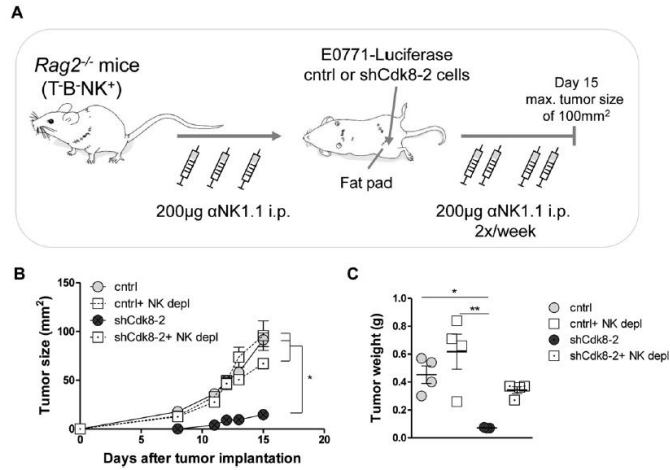 A
Rag2-/- mice
(T-B-NK+)
200µg αNK1.1 i.p.
E0771-Luciferase
cntrl or shCdk8-2 cells
Fat pad
Day 15
max. tumor size
of 100mm2
200µg αNK1.1 i.p.
2x/week
B
Tumor size (mm2)
150
100
50
0
0
5
10
15
20
Days after tumor implantation
cntrl
cntrl+ NK depl
shCdk8-2
shCdk8-2+ NK depl
*
C
Tumor weight (g)
1.0
0.8
0.6
0.4
0.2
0.0
*
**
cntrl
cntrl+ NK depl
shCdk8-2
shCdk8-2+ NK depl